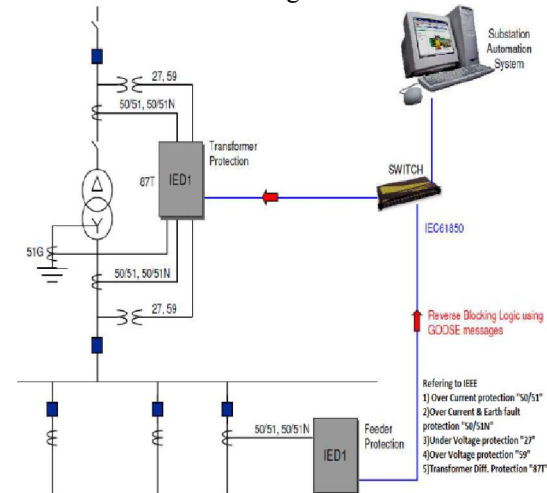 27, 59
50/51, 50/51N
Transformer
Protection
87T
IED1
Δ
Y
51G
50/51, 50/51N
27, 59
Substation
Automation
System
SWITCH
IEC61850
Reverse Blocking Logic using
GOOSE messages
50/51, 50/51N
Feeder
Protection
IED1
Refering to IEEE
1) Over Current protection "50/51"
2)Over Current & Earth fault
protection "50/51N"
3)Under Voltage protection "27"
4)Over Voltage protection "59"
5)Transformer Diff. Protection "87T"